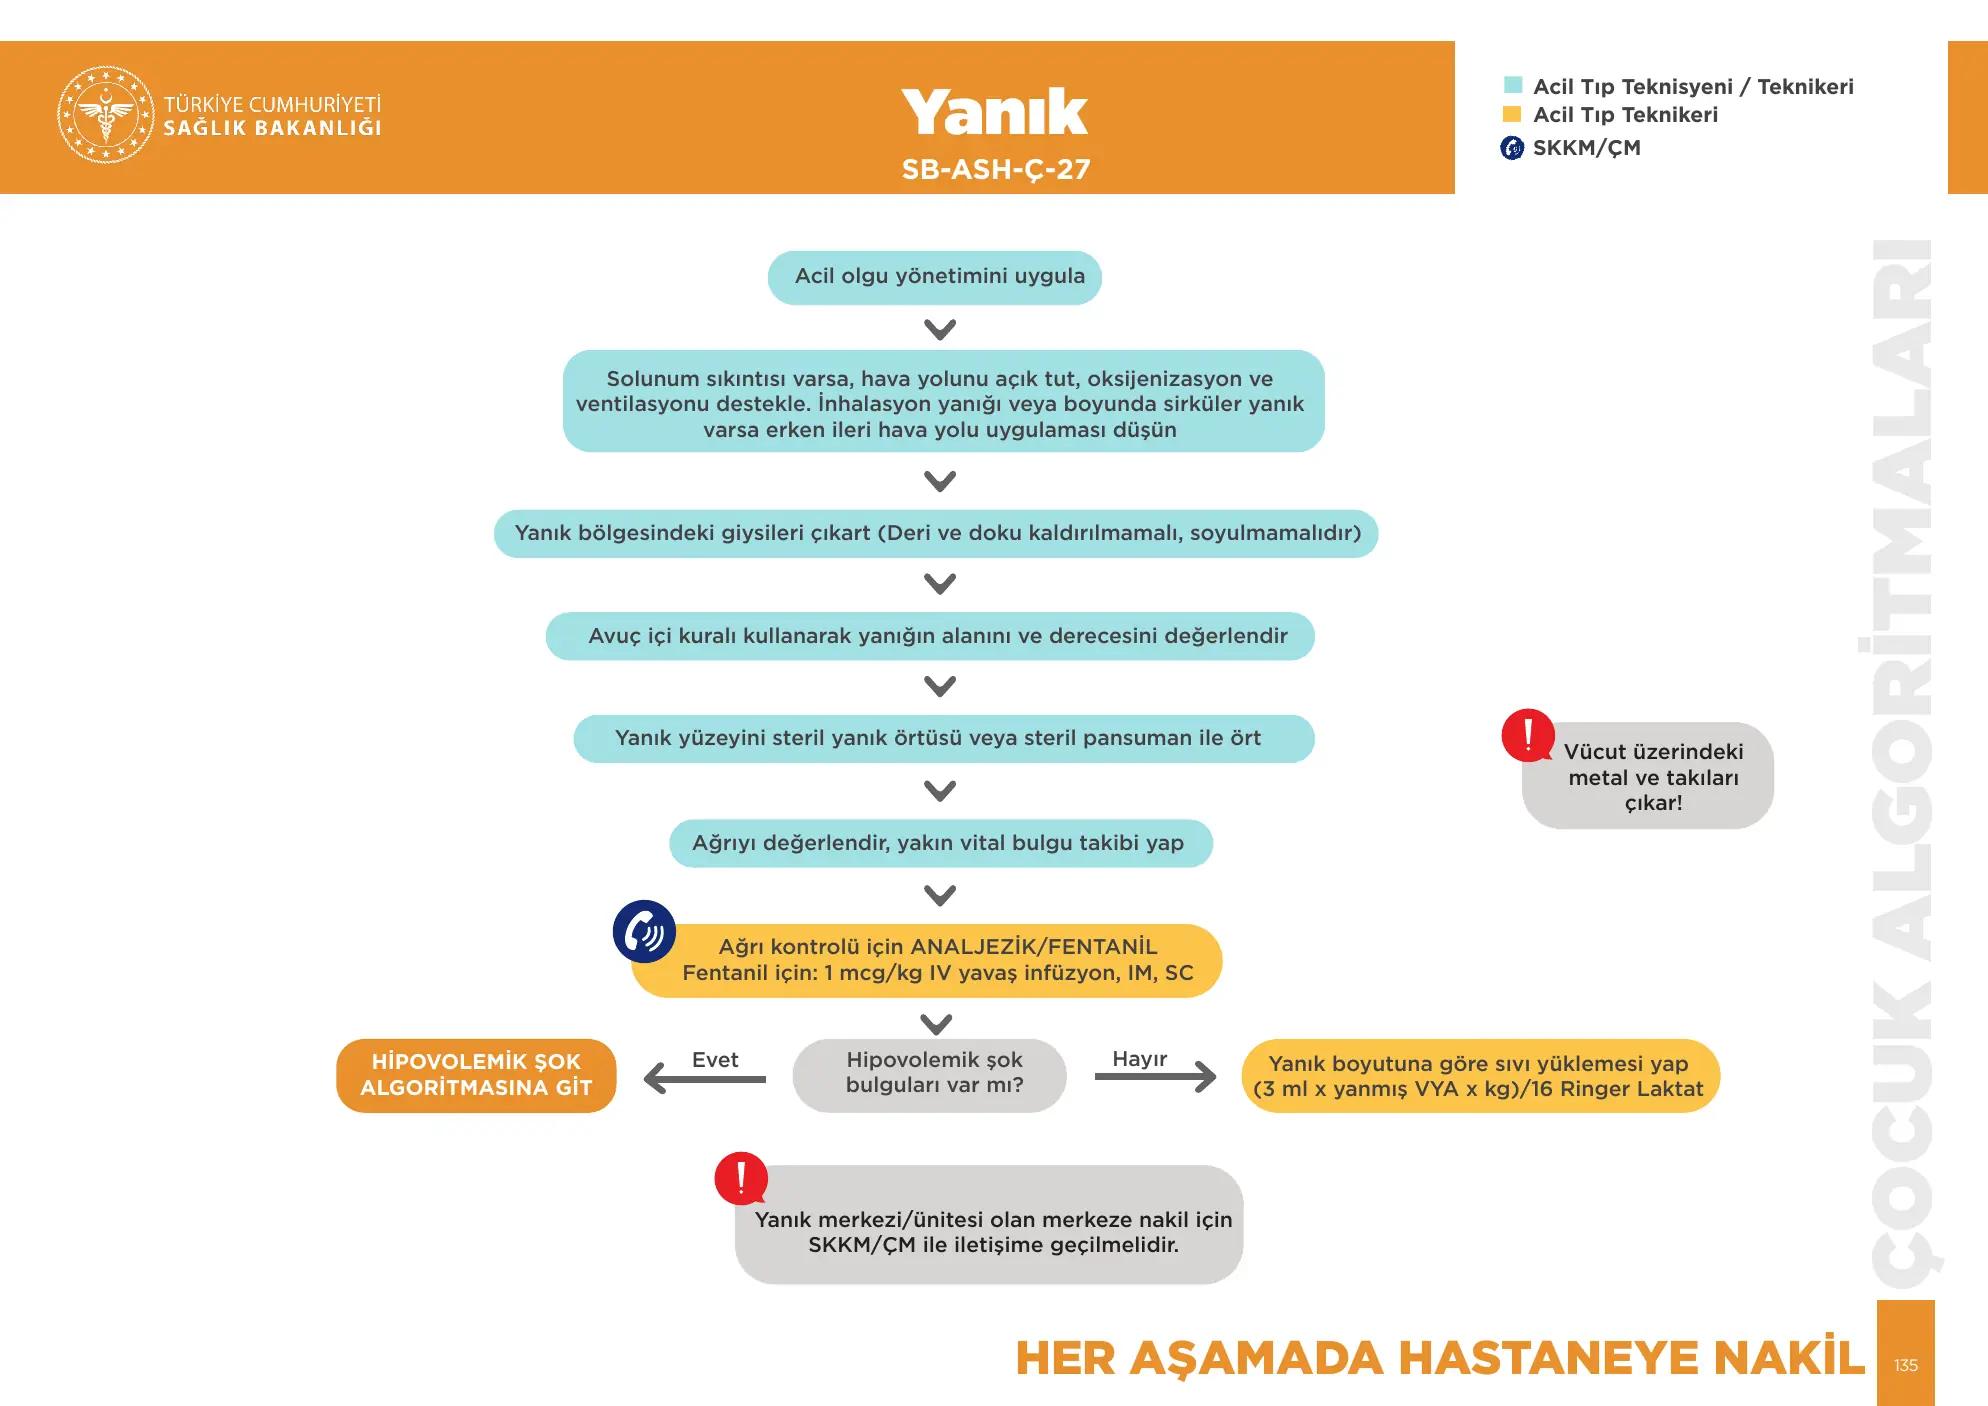 TÜRKİYE CUMHURİYETİ
SAĞLIK BAKANLIĞI
Yanık
SB-ASH-Ç-27
Acil Tıp Teknisyeni / Teknikeri
Acil Tıp Teknikeri
SKKM/ÇM
Acil olgu yönetimini uygula
Solunum sıkıntısı varsa, hava yolunu açık tut, oksijenizasyon ve
ventilasyonu destekle. İnhalasyon yanığı veya boyunda sirküler yanık
varsa erken ileri hava yolu uygulaması düşün
Yanık bölgesindeki giysileri çıkart (Deri ve doku kaldırılmamalı, soyulmamalıdır)
Avuç içi kuralı kullanarak yanığın alanını ve derecesini değerlendir
Yanık yüzeyini steril yanık örtüsü veya steril pansuman ile ört
! Vücut üzerindeki
metal ve takıları
çıkar!
Ağrıyı değerlendir, yakın vital bulgu takibi yap
Ağrı kontrolü için ANALJEZİK/FENTANİL
Fentanil için: 1 mcg/kg IV yavaş infüzyon, IM, SC
HİPOVOLEMİK ŞOK
ALGORİTMASINA GİT
Evet
Hipovolemik şok
bulguları var mı?
Hayır
Yanık boyutuna göre sıvı yüklemesi yap
(3 ml x yanmış VYA x kg)/16 Ringer Laktat
! Yanık merkezi/ünitesi olan merkeze nakil için
SKKM/ÇM ile iletişime geçilmelidir.
ÇOCUK ALGORİTMALARI
HER AŞAMADA HASTANEYE NAKİL
135